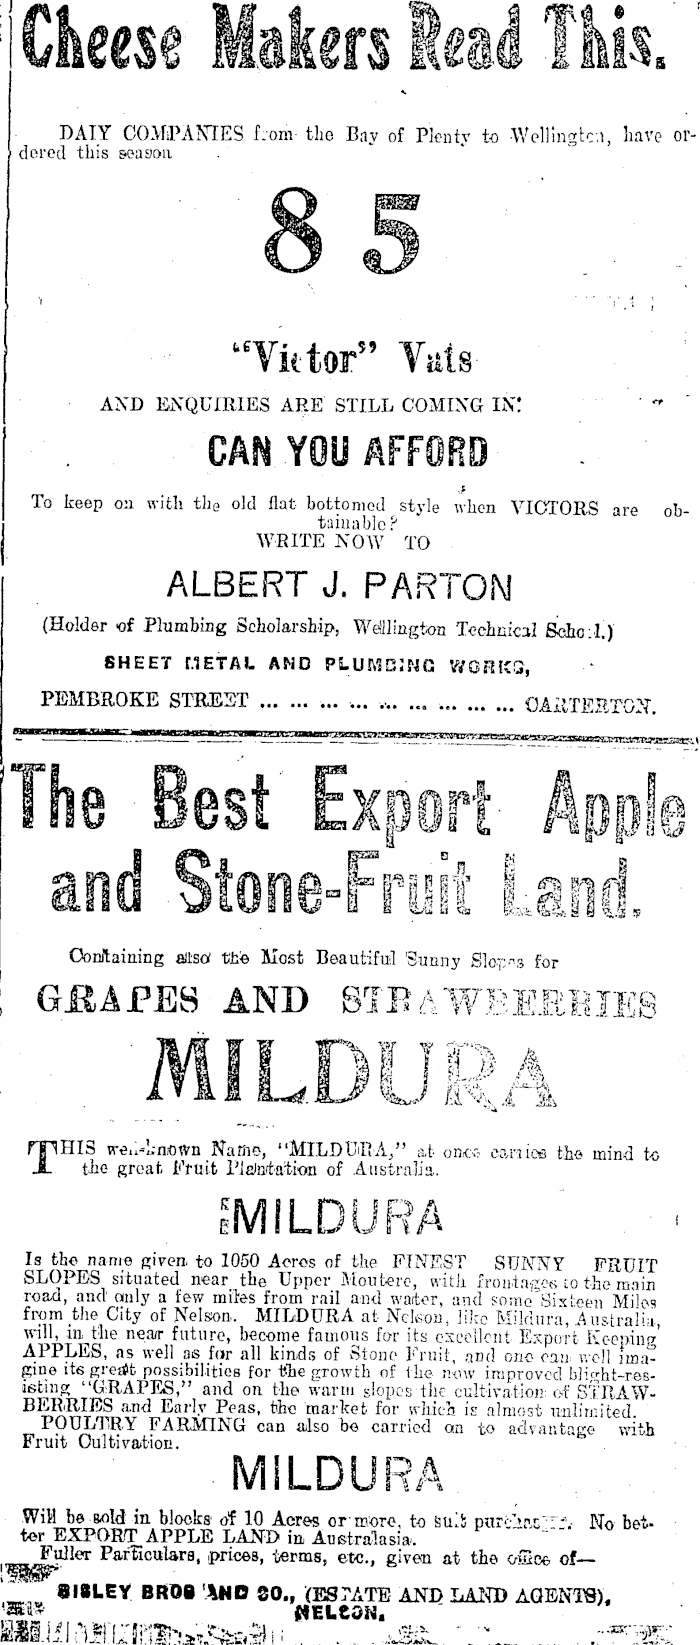 Cheese Makers Read This.
DAIY COMPANIES from the Bay of Plenty to Wellington, have or-
dered this season
85
"Victor" Vats
AND ENQUIRIES ARE STILL COMING IN!
CAN YOU AFFORD
To keep on with the old flat bottomed style when VICTORS are ob-
tainable?
WRITE NOW TO
ALBERT J. PARTON
(Holder of Plumbing Scholarship, Wellington Technical School.)
SHEET METAL AND PLUMBING WORKS,
PEMBROKE STREET ... ... ... ... ... ... ... ... ... CARTERTON.
The Best Export Apple
and Stone-Fruit Land.
Containing also the Most Beautiful Sunny Slopes for
GRAPES AND STRAWBERRIES
MILDURA
THIS well-known Name, "MILDURA," at once carries the mind to
the great Fruit Plantation of Australia.
MILDURA
Is the name given to 1050 Acres of the FINEST SUNNY FRUIT
SLOPES situated near the Upper Moutere, with frontages to the main
road, and only a few miles from rail and water, and some Sixteen Miles
from the City of Nelson. MILDURA at Nelson, like Mildura, Australia,
will, in the near future, become famous for its excellent Export Keeping
APPLES, as well as for all kinds of Stone Fruit, and one can well ima-
gine its great possibilities for the growth of the now improved blight-res-
isting "GRAPES," and on the warm slopes the cultivation of STRAW-
BERRIES and Early Peas, the market for which is almost unlimited.
POULTRY FARMING can also be carried on to advantage with
Fruit Cultivation.
MILDURA
Will be sold in blocks of 10 Acres or more, to suit purchasers. No bet-
ter EXPORT APPLE LAND in Australasia.
Fuller Particulars, prices, terms, etc., given at the office of—
BISLEY BROS AND CO., (ESTATE AND LAND AGENTS),
NELSON.